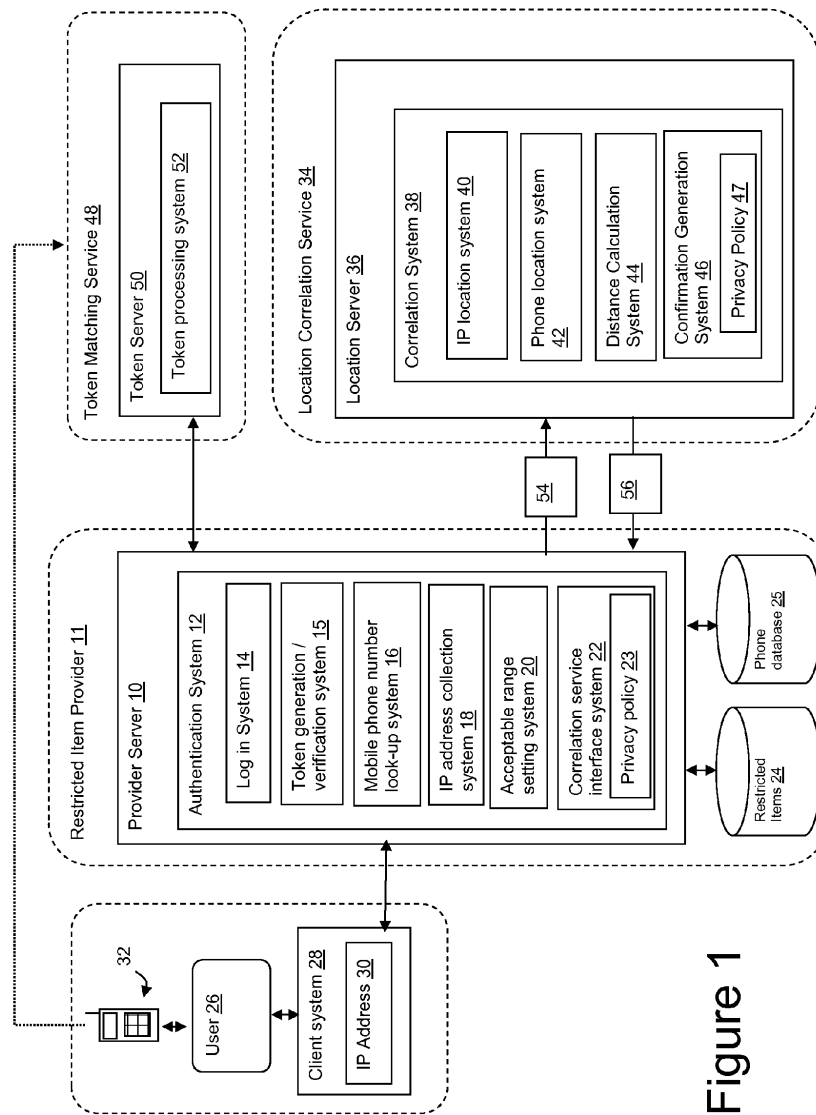 32
User 26
Client system 28
IP Address 30
Restricted Item Provider 11
Provider Server 10
Authentication System 12
Log in System 14
Token generation /
verification system 15
Mobile phone number
look-up system 16
IP address collection
system 18
Acceptable range
setting system 20
Correlation service
interface system 22
Privacy policy 23
Restricted
Items 24
Phone
database 25
54
56
Token Matching Service 48
Token Server 50
Token processing system 52
Location Correlation Service 34
Location Server 36
Correlation System 38
IP location system 40
Phone location system
42
Distance Calculation
System 44
Confirmation Generation
System 46
Privacy Policy 47
Figure 1